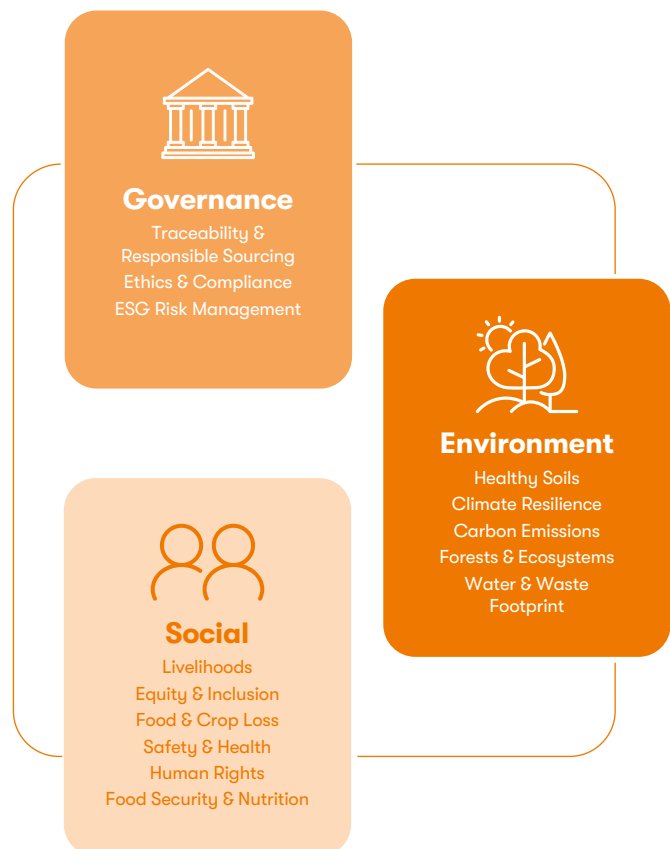 Governance
Traceability &
Responsible Sourcing
Ethics & Compliance
ESG Risk Management
Environment
Healthy Soils
Climate Resilience
Carbon Emissions
Forests & Ecosystems
Water & Waste
Footprint
Social
Livelihoods
Equity & Inclusion
Food & Crop Loss
Safety & Health
Human Rights
Food Security & Nutrition